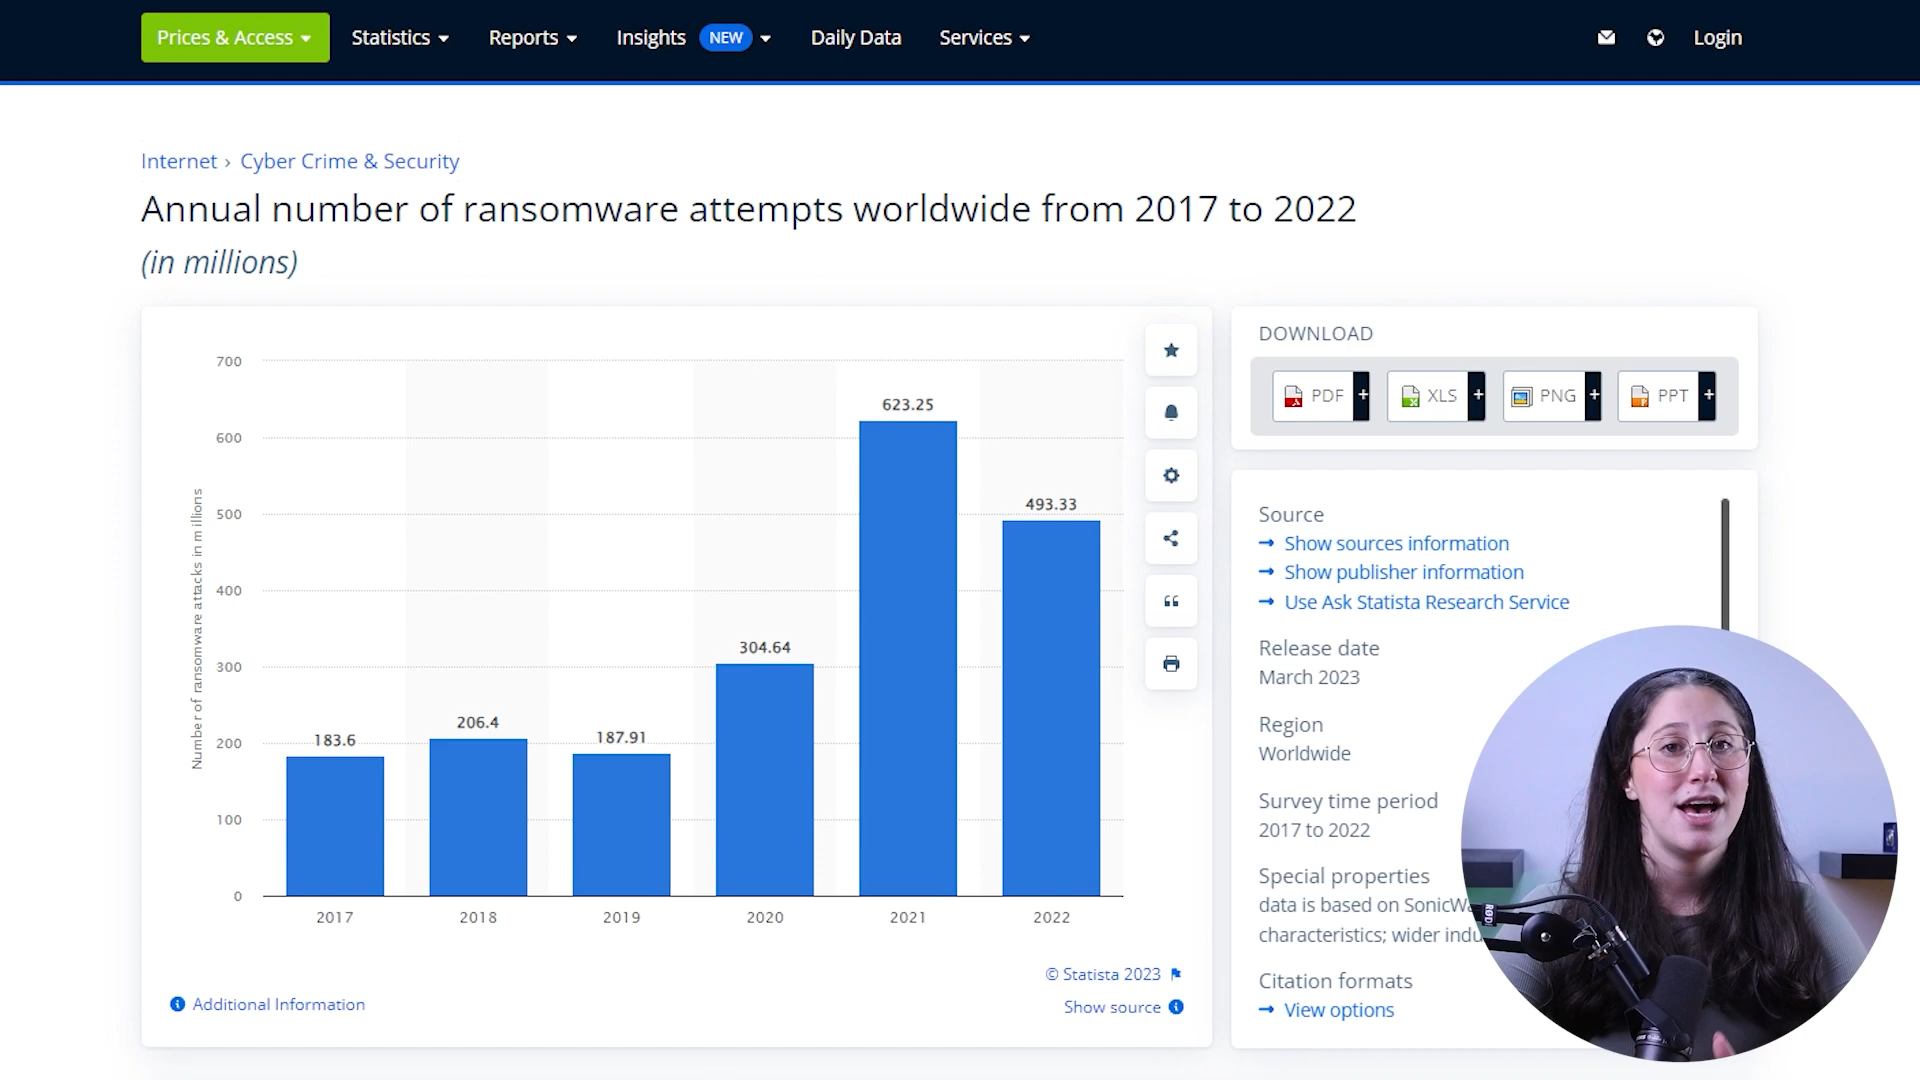 Prices & Access
Statistics
Reports
Insights NEW
Daily Data
Services
Login
Internet › Cyber Crime & Security
Annual number of ransomware attempts worldwide from 2017 to 2022
(in millions)
Number of ransomware attacks in m illions
700
600
500
400
300
200
100
0
183.6
206.4
187.91
304.64
623.25
493.33
2017
2018
2019
2020
2021
2022
© Statista 2023
Additional Information
Show source
DOWNLOAD
PDF +
XLS +
PNG +
PPT +
Source
Show sources information
Show publisher information
Use Ask Statista Research Service
Release date
March 2023
Region
Worldwide
Survey time period
2017 to 2022
Special properties
data is based on
characteristics; wider
Citation formats
View options